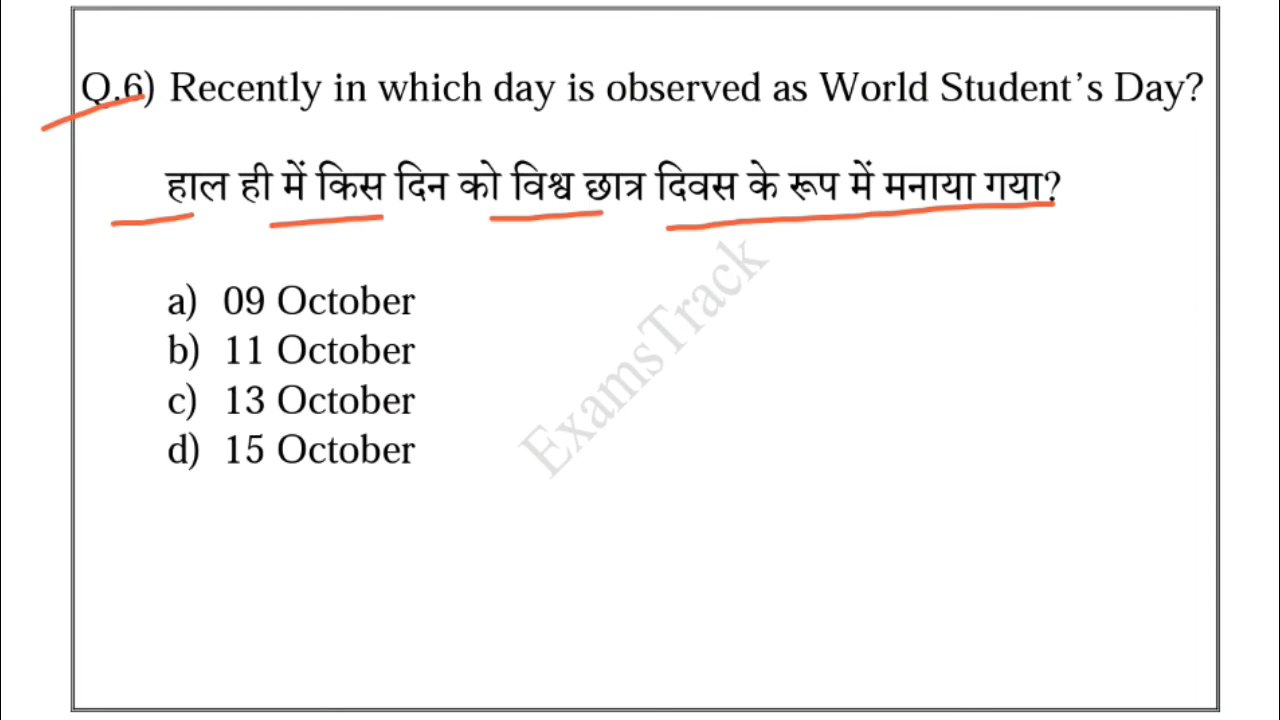 Q.6) Recently in which day is observed as World Student’s Day?
हाल ही में किस दिन को विश्व छात्र दिवस के रूप में मनाया गया?
a) 09 October
b) 11 October
c) 13 October
d) 15 October
ExamsTrack